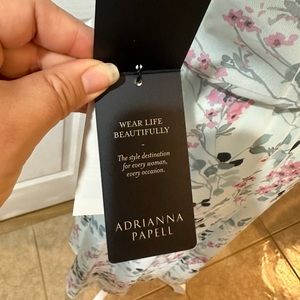 WEAR LIFE
BEAUTIFULLY
-
The style destination
for every woman,
every occasion.
ADRIANNA
PAPELL